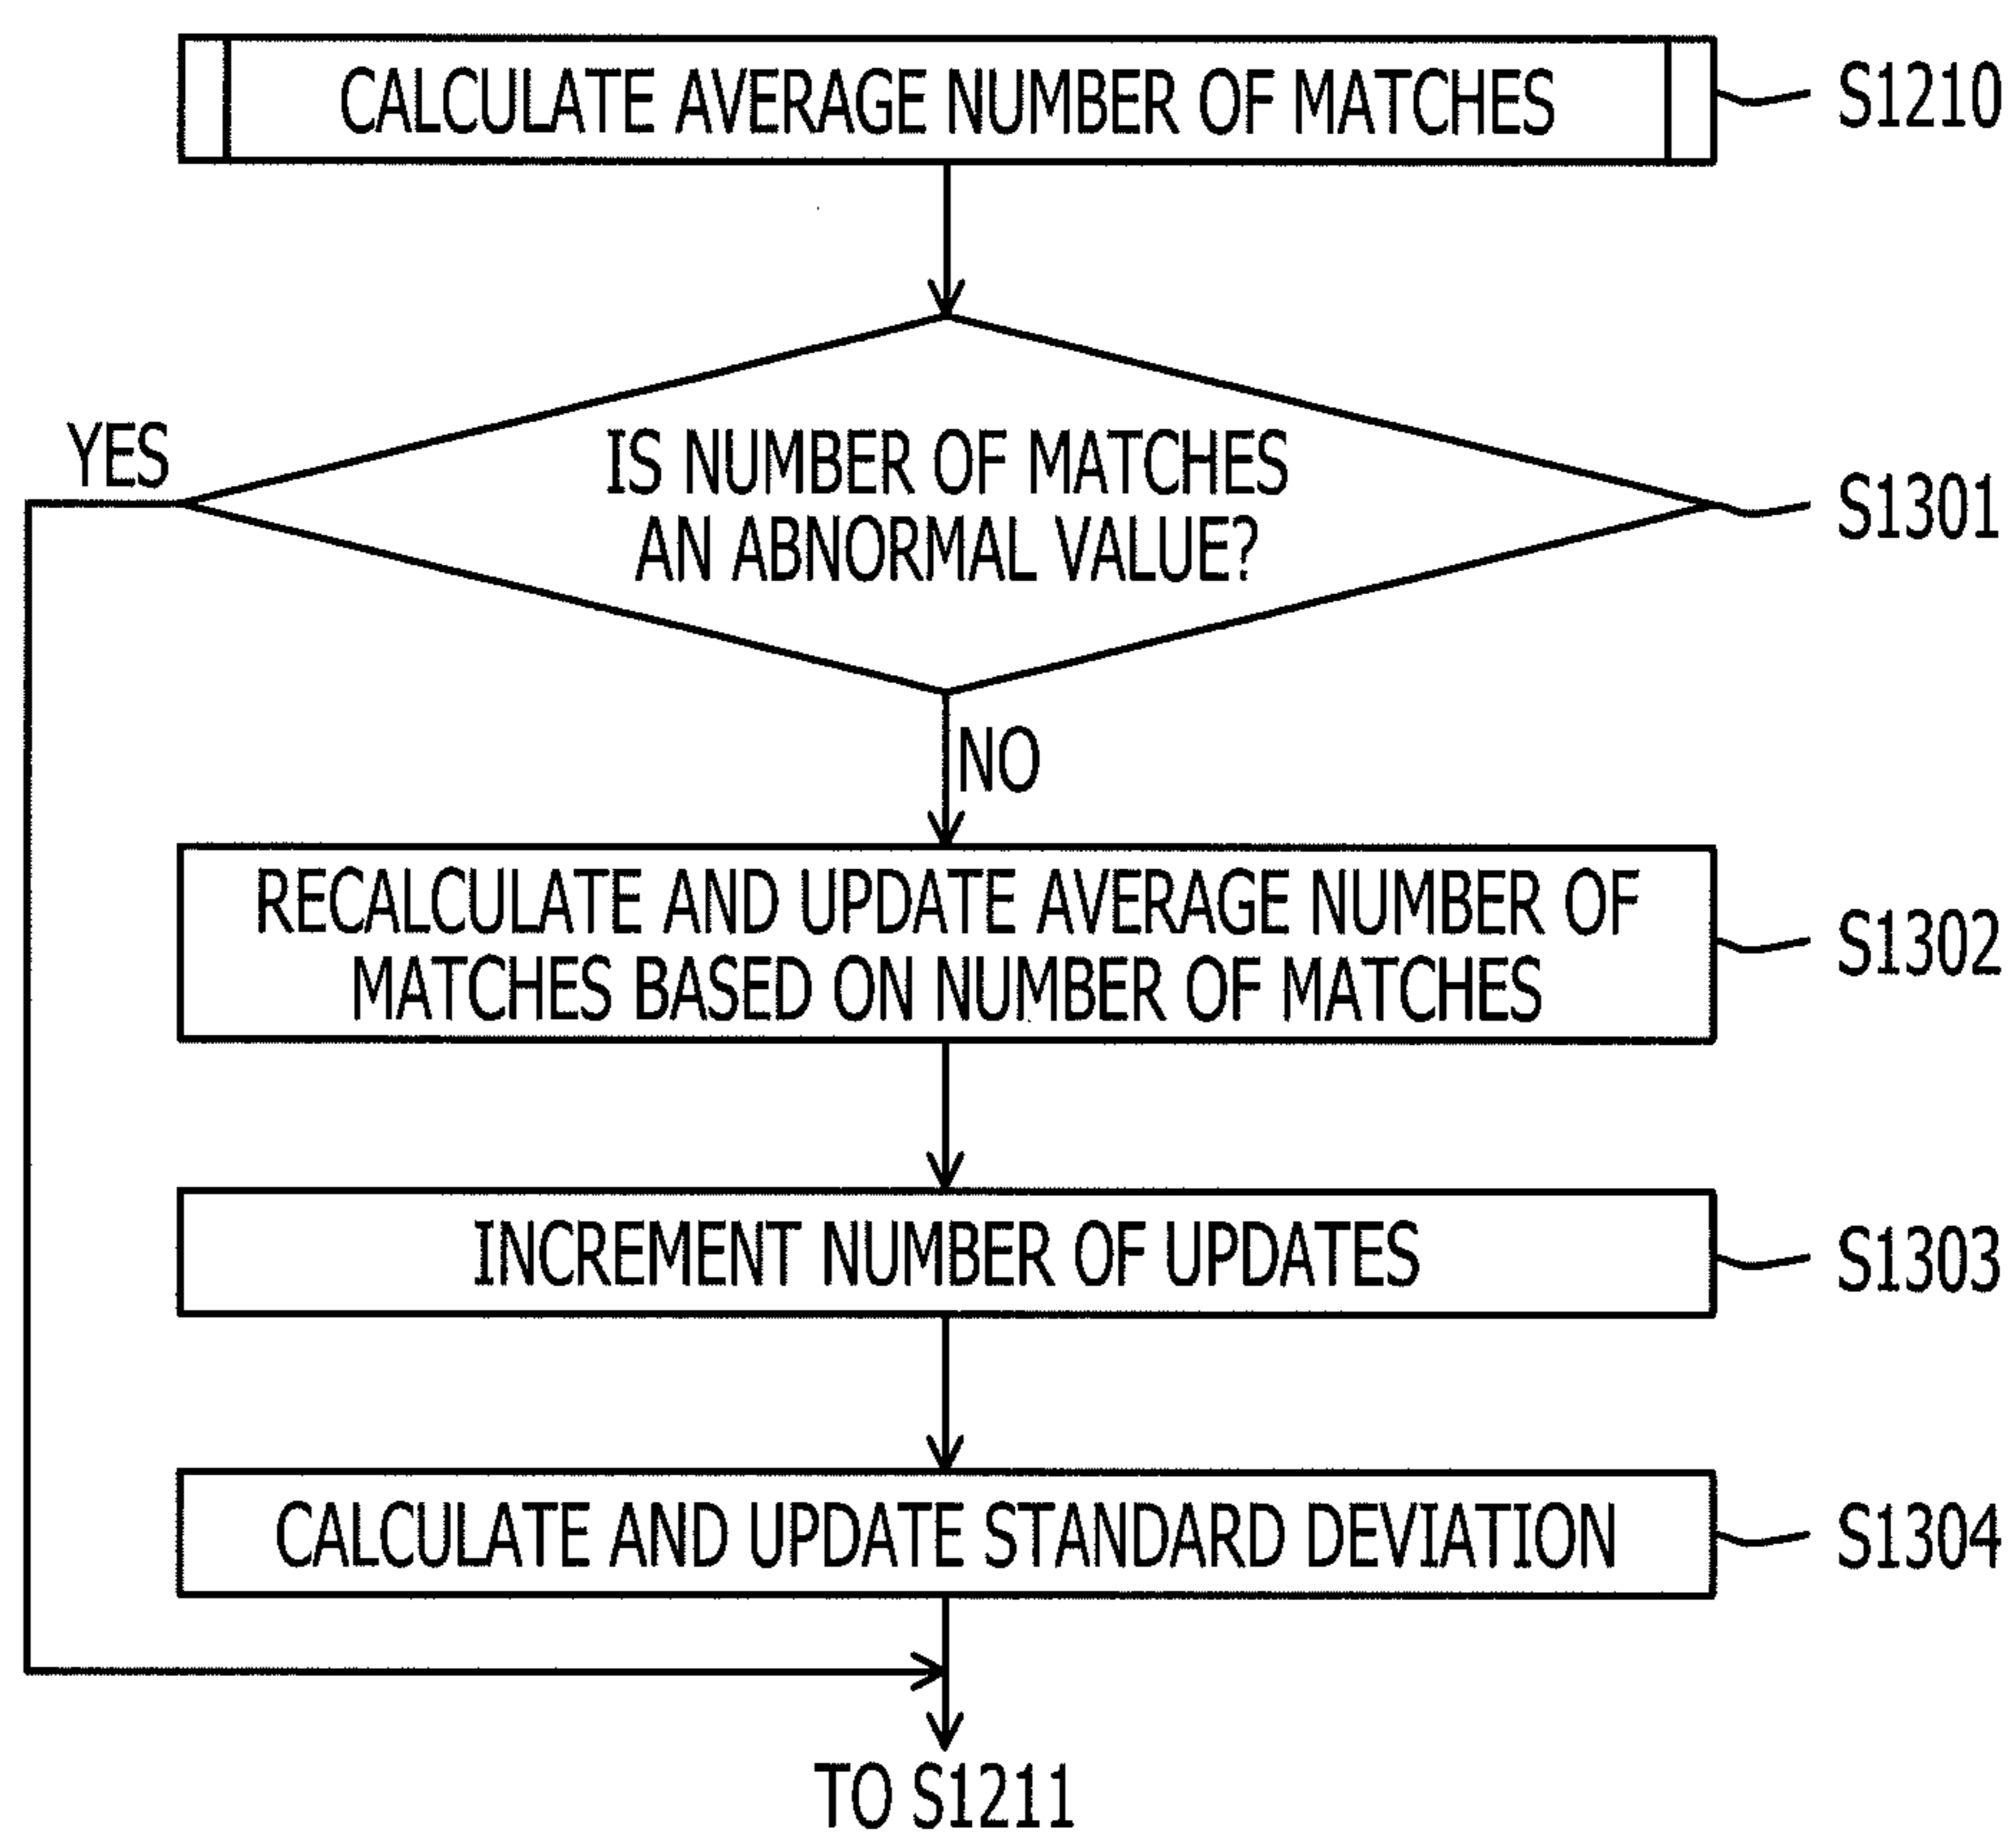 CALCULATE AVERAGE NUMBER OF MATCHES
S1210
YES
IS NUMBER OF MATCHES
AN ABNORMAL VALUE?
S1301
NO
RECALCULATE AND UPDATE AVERAGE NUMBER OF
MATCHES BASED ON NUMBER OF MATCHES
S1302
INCREMENT NUMBER OF UPDATES
S1303
CALCULATE AND UPDATE STANDARD DEVIATION
S1304
TO S1211